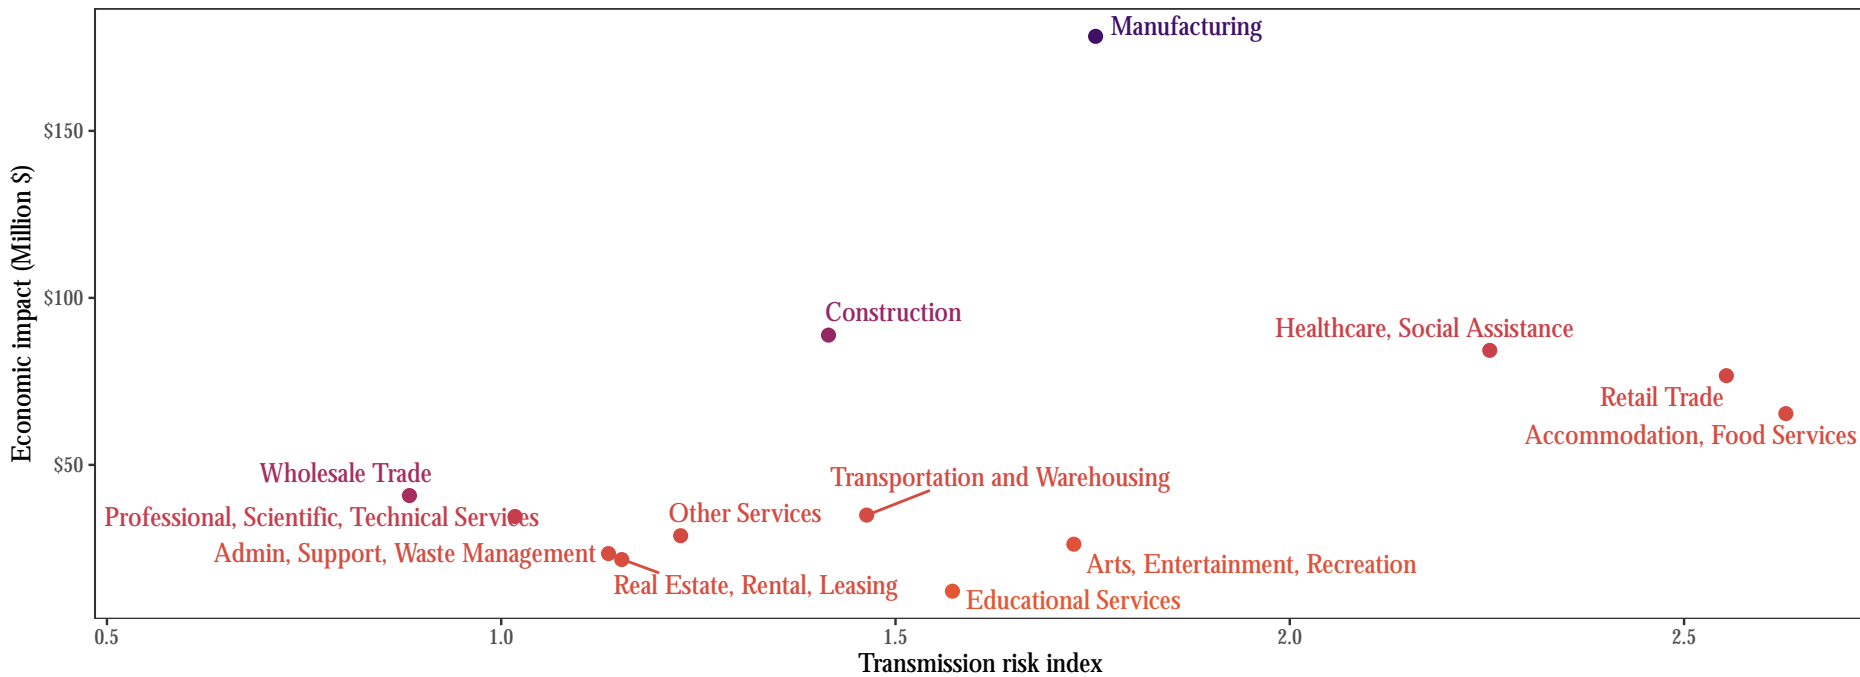 Manufacturing
$150
$100
Construction
Healthcare, Social Assistance
Retail Trade
Accommodation, Food Services
$50
Wholesale Trade
Transportation and Warehousing
Professional, Scientific, Technical Services
Other Services
Admin, Support, Waste Management
Arts, Entertainment, Recreation
Real Estate, Rental, Leasing
Educational Services
Economic impact (Million $)
0.5
1.0
1.5
2.0
2.5
Transmission risk index